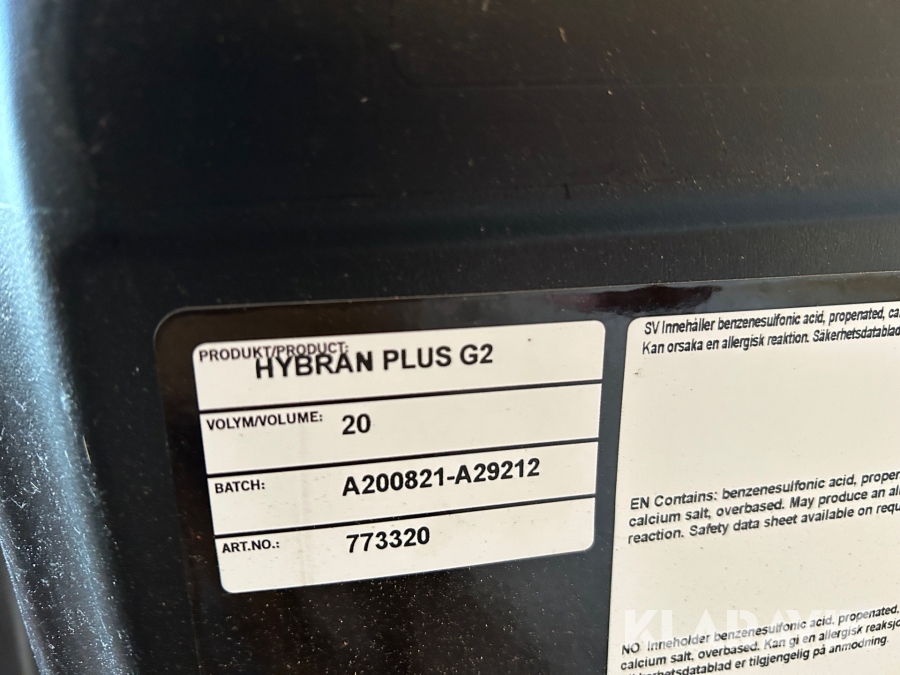 PRODUKT/PRODUCT:
HYBRAN PLUS G2
VOLYM/VOLUME: 20
BATCH: A200821-A29212
ART.NO.: 773320
SV Innehåller benzenesulfonic acid, propenated, ca
Kan orsaka en allergisk reaktion. Säkerhetsdatablad
EN Contains: benzenesulfonic acid, propen
calcium salt, overbased. May produce an al
reaction. Safety data sheet available on requ
NO Inneholder benzenesulfonic acid, propenated,
calcium salt, overbased. Kan gi en allergisk reaksjo
erhetsdatablad er tilgjengelig på anmodning.